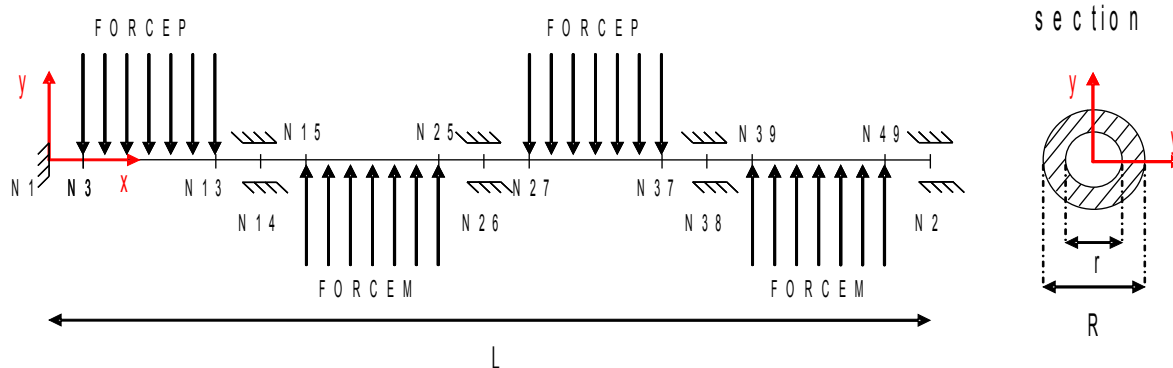 FORCEP
FORCEP
section
y
y
N15
N25
N39
N49
N1
N3
x
N13
N27
N37
y
N14
N26
N38
N2
r
FORCEM
FORCEM
R
L